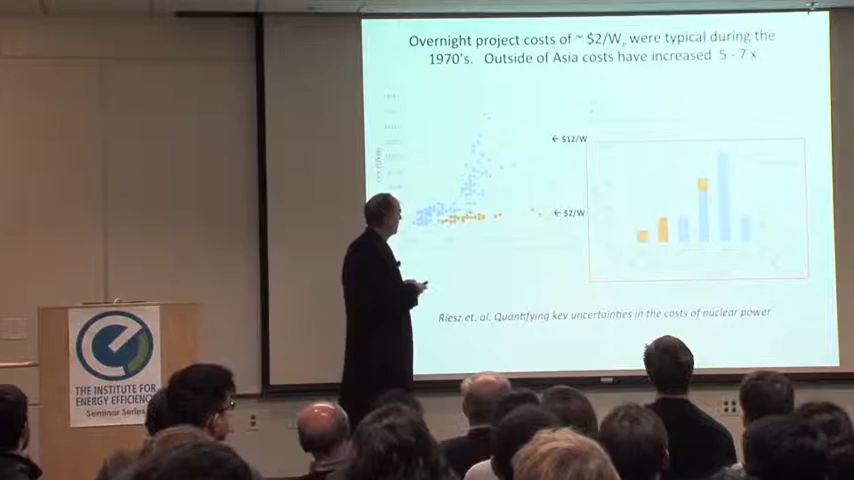 Overnight project costs of ~ $2/We were typical during the
1970's. Outside of Asia costs have increased 5 - 7 x
← $12/W
← $2/W
Riesz et. al. Quantifying key uncertainties in the costs of nuclear power
THE INSTITUTE FOR
ENERGY EFFICIENCY
Seminar Series